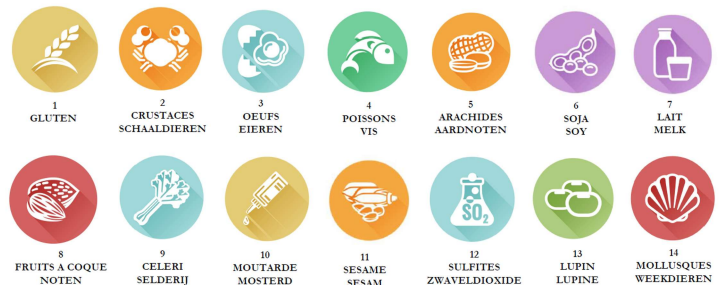 1 2 3 4 5 6 7
GLUTEN CRUSTACES OEUFS POISSONS ARACHIDES SOJA LAIT
SCHAALDIEREN EIEREN VIS AARDNOTEN SOY MELK
SO2
8 9 10 11 12 13 14
FRUITS A COQUE CELERI MOUTARDE SESAME SULFITES LUPIN MOLLUSQUES
NOTEN SELDERIJ MOSTERD SESAM ZWAVELDIOXIDE LUPINE WEEKDIEREN